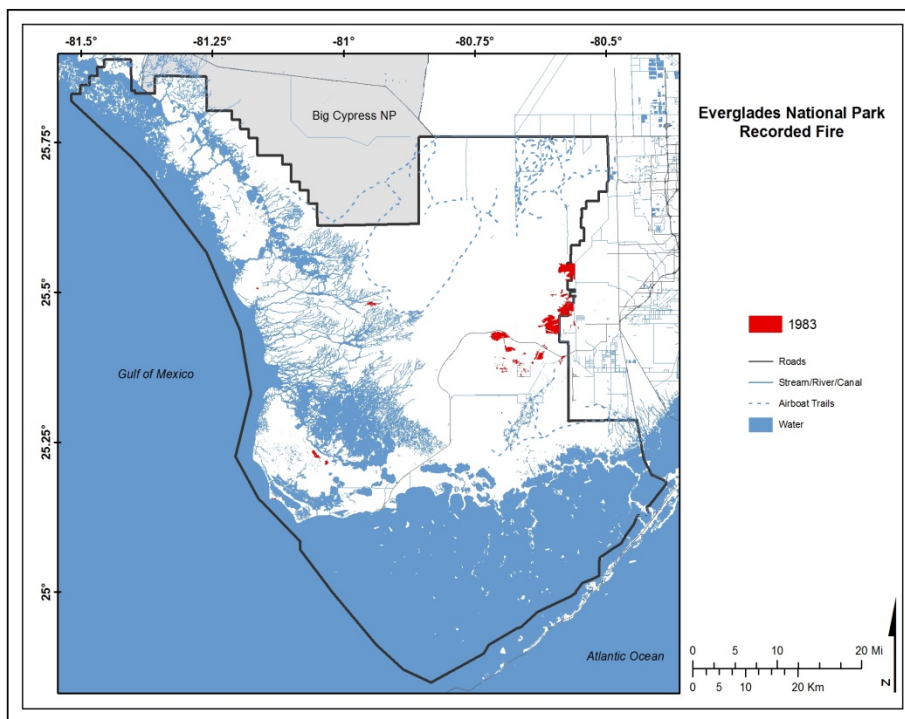 -81.5° -81.25° -81° -80.75° -80.5°
Big Cypress NP
Everglades National Park
Recorded Fire
25.75°
25.5°
25.25°
25°
Gulf of Mexico
Atlantic Ocean
1983
Roads
Stream/River/Canal
Airboat Trails
Water
0 5 10 20 Mi
0 5 10 20 Km
N